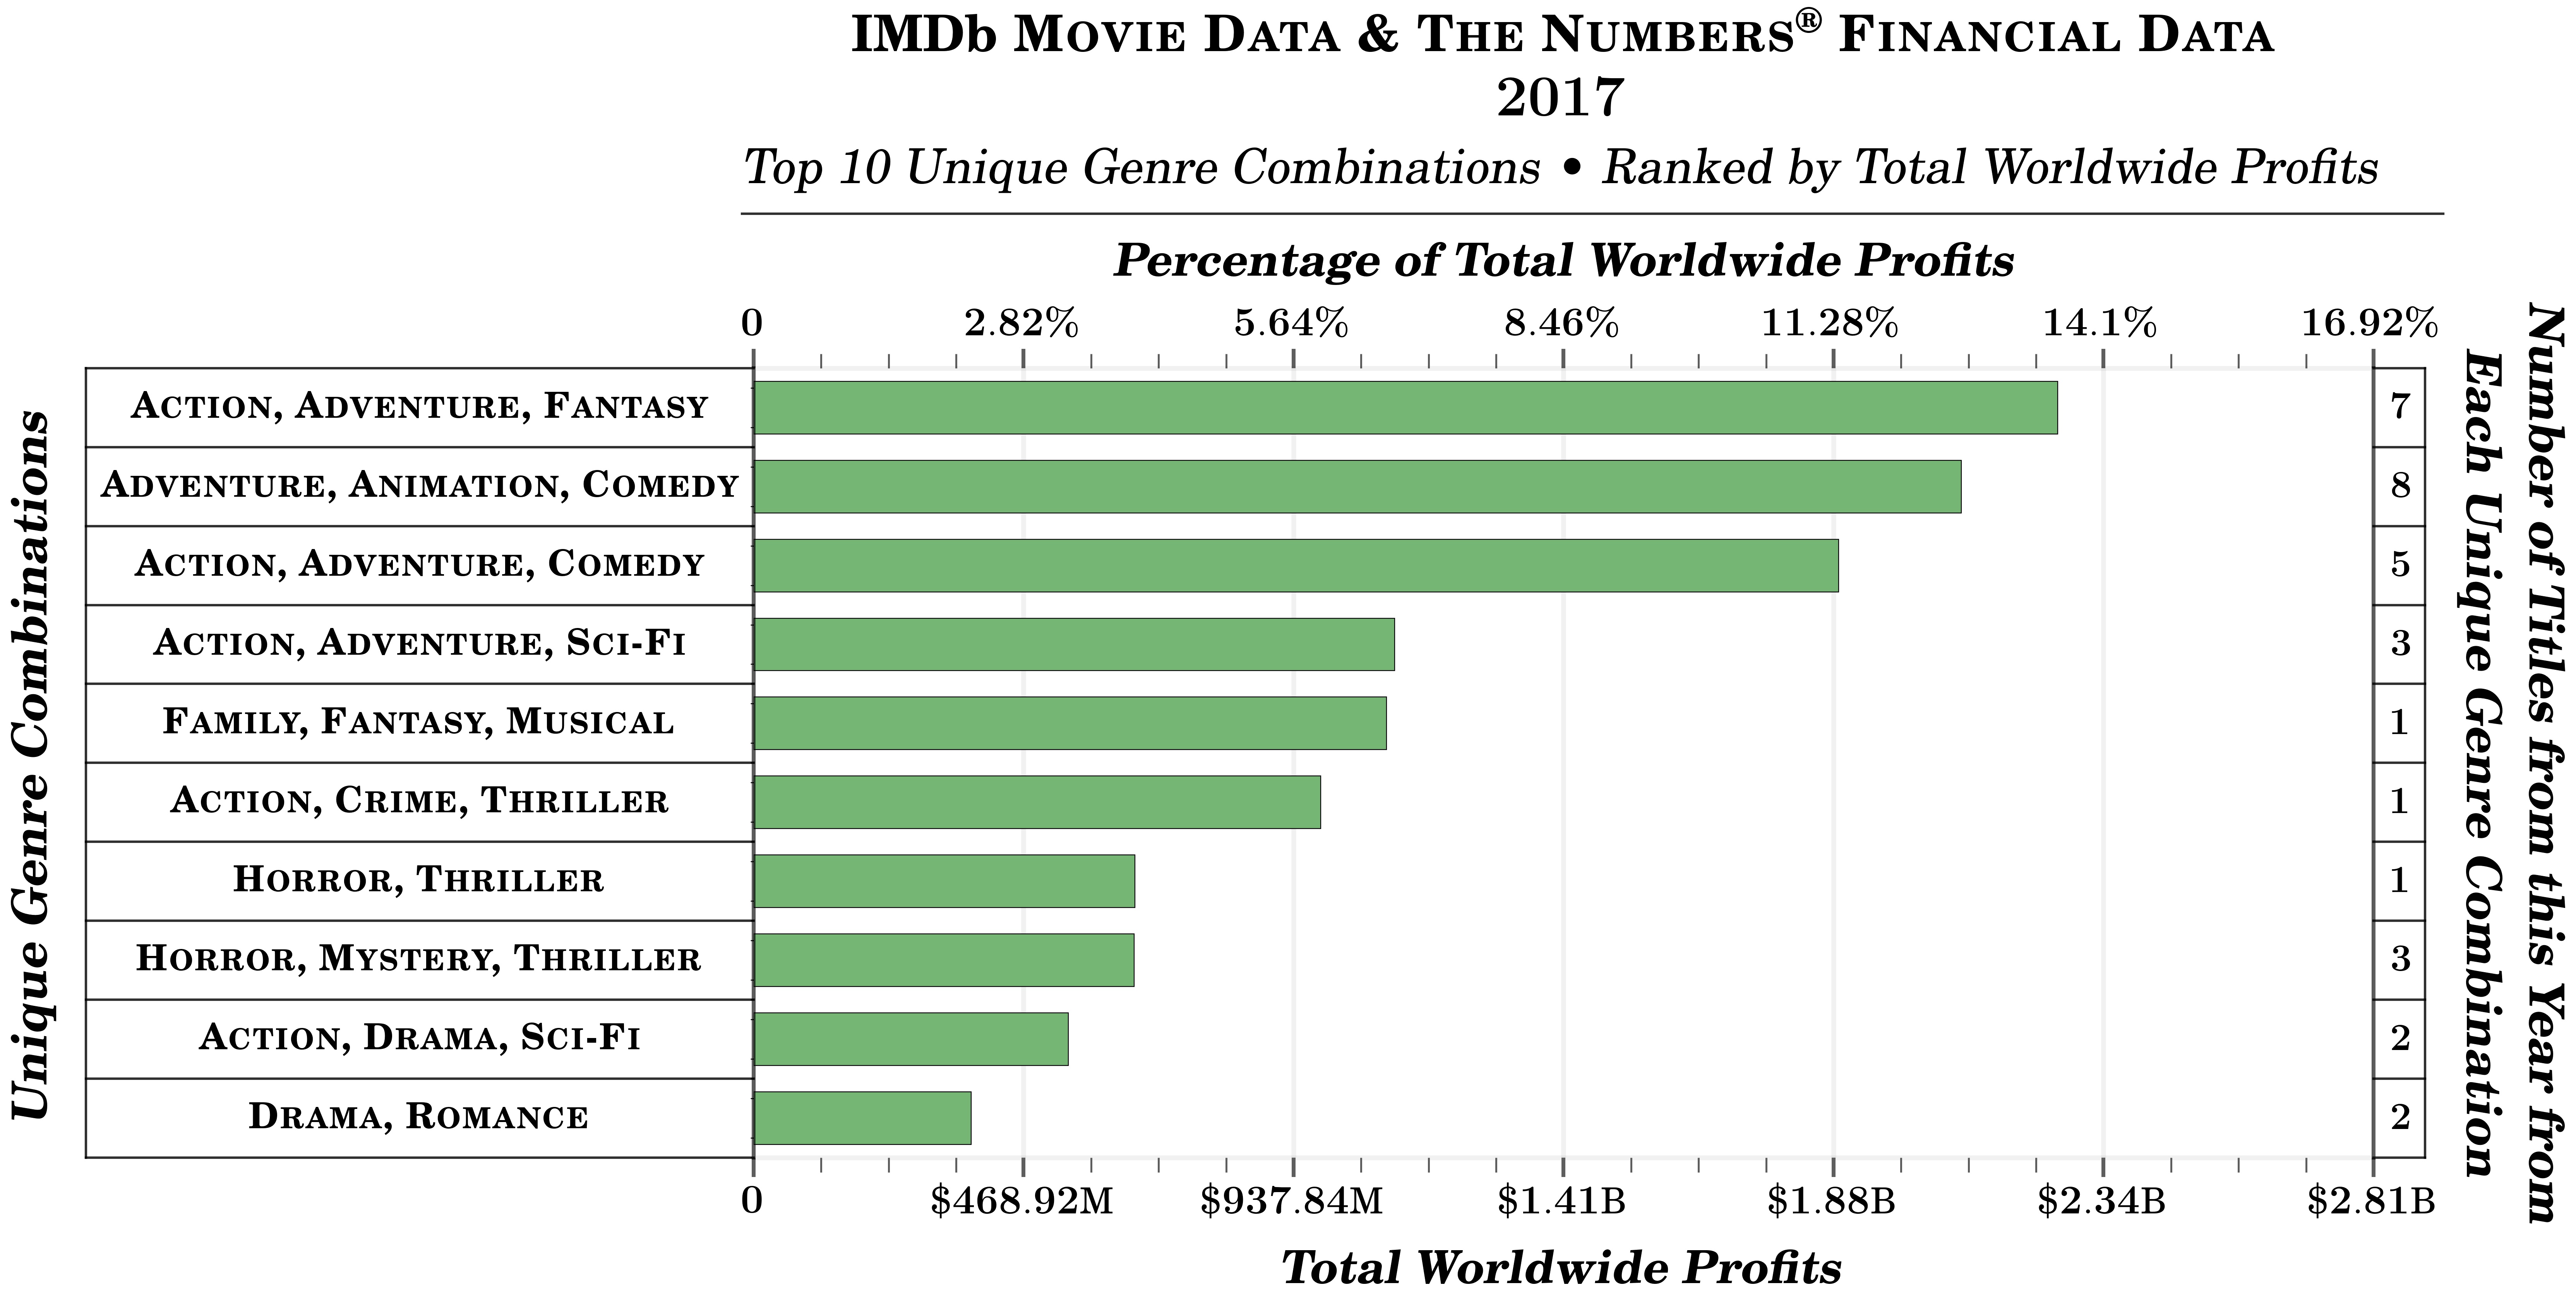 IMDb Movie Data & The Numbers® Financial Data
2017
Top 10 Unique Genre Combinations • Ranked by Total Worldwide Profits
Percentage of Total Worldwide Profits
0 2.82% 5.64% 8.46% 11.28% 14.1% 16.92%
Unique Genre Combinations
Action, Adventure, Fantasy 7
Adventure, Animation, Comedy 8
Action, Adventure, Comedy 5
Action, Adventure, Sci-Fi 3
Family, Fantasy, Musical 1
Action, Crime, Thriller 1
Horror, Thriller 1
Horror, Mystery, Thriller 3
Action, Drama, Sci-Fi 2
Drama, Romance 2
Number of Titles from this Year from
Each Unique Genre Combination
0 $468.92M $937.84M $1.41B $1.88B $2.34B $2.81B
Total Worldwide Profits